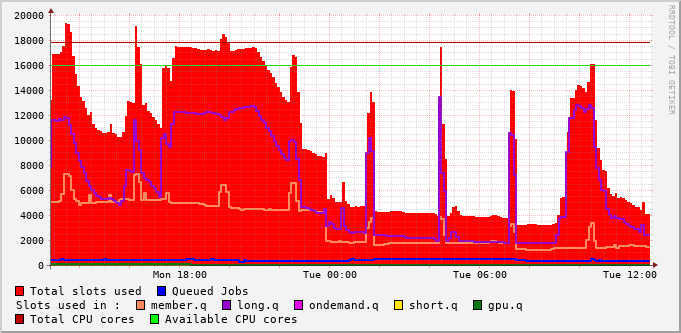 20000
18000
16000
14000
12000
10000
8000
6000
4000
2000
0
Mon 18:00 Tue 00:00 Tue 06:00 Tue 12:00
RRDTOOL / TOBI OETIKER
Total slots used Queued Jobs
Slots used in : member.q long.q ondemand.q short.q gpu.q
Total CPU cores Available CPU cores